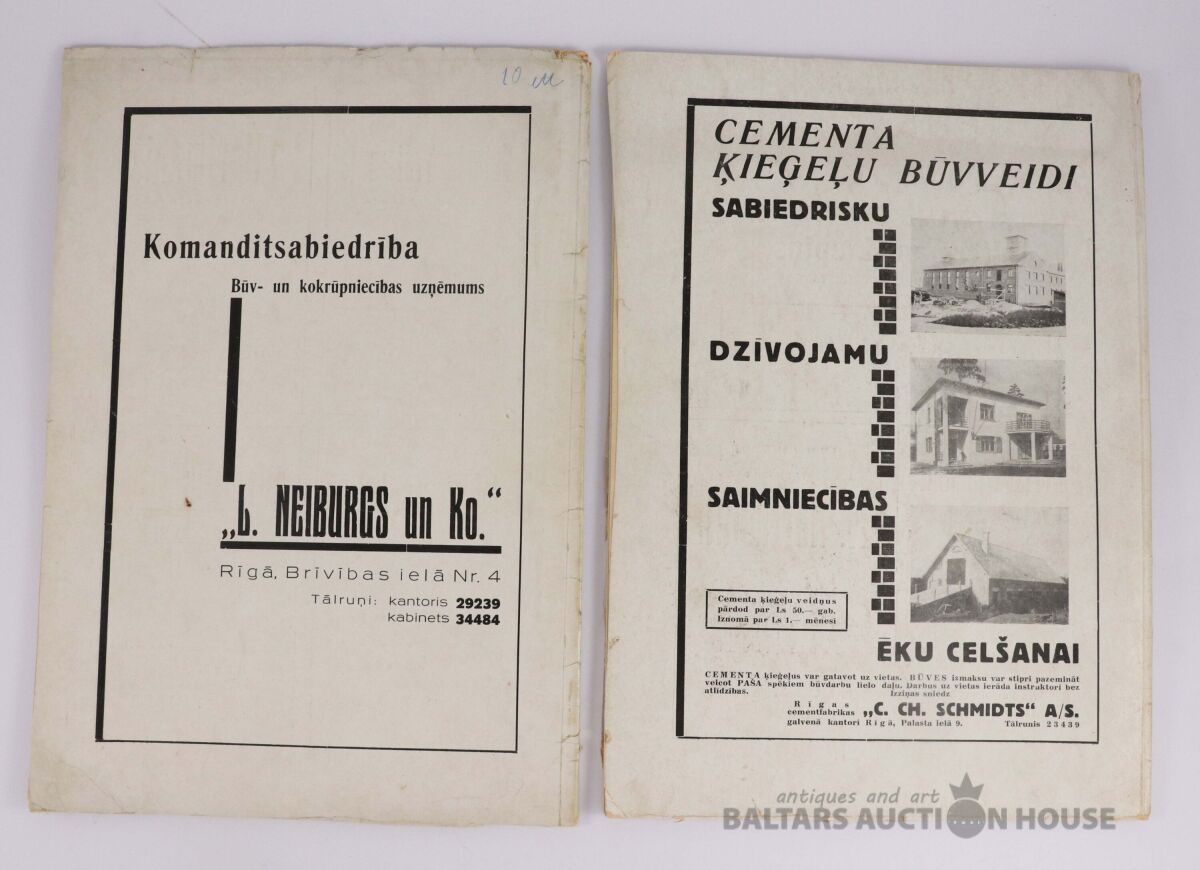 10 м
Komanditsabiedrība
Būv- un kokrūpniecības uzņēmums
„L. NEIBURGS un Ko.“
Rīgā, Brīvības ielā Nr. 4
Tālruņi: kantoris 29239
kabinets 34484
CEMENTA
ĶIEĢEĻU BŪVVEIDI
SABIEDRISKU
DZĪVOJAMU
SAIMNIECĪBAS
Cementa ķieģeļu veidņus
pārdod par Ls 50.— gab.
Iznomā par Ls 1.— mēnesi
ĒKU CELŠANAI
CEMENTA ķieģeļus var gatavot uz vietas. BŪVES izmaksu var stipri pazemināt
veicot PAŠA spēkiem būvdarbu lielo daļu. Darbus uz vietas ierāda instruktori bez
atlīdzības. Izziņas sniedz
Rīgas
cementfabrikas „C. CH. SCHMIDTS“ A/S.
galvenā kantorī Rīgā, Palasta ielā 9. Tālrunis 23439
antiques and art
BALTARS AUCTION HOUSE